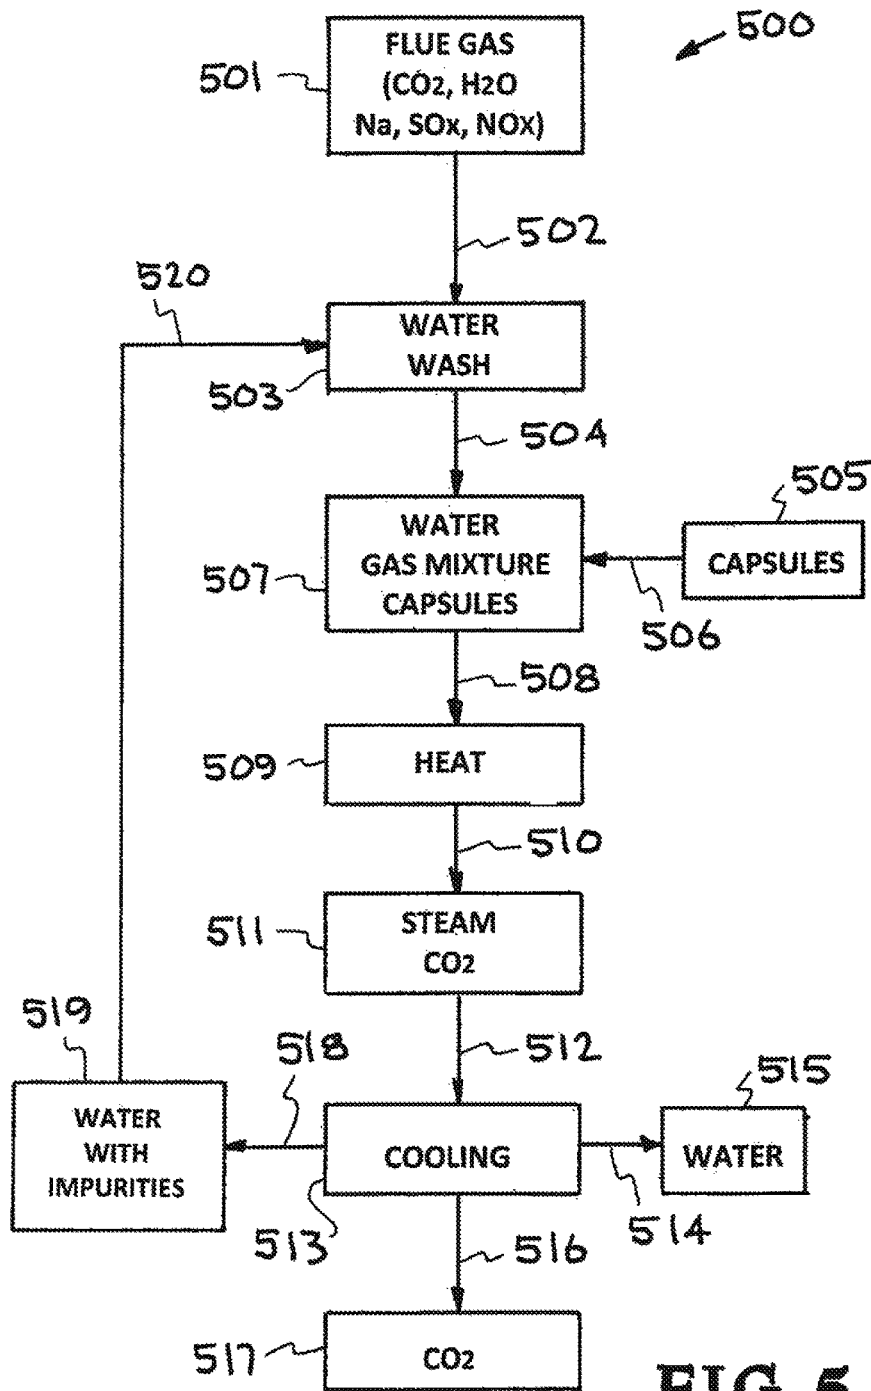 500
501
FLUE GAS
(CO2, H2O
Na, SOx, NOX)
502
520
WATER
WASH
503
504
505
WATER
GAS MIXTURE
CAPSULES
507
CAPSULES
506
508
HEAT
509
510
STEAM
CO2
511
519
518
512
515
WATER
WITH
IMPURITIES
COOLING
WATER
513
516
514
CO2
517
FIG. 5